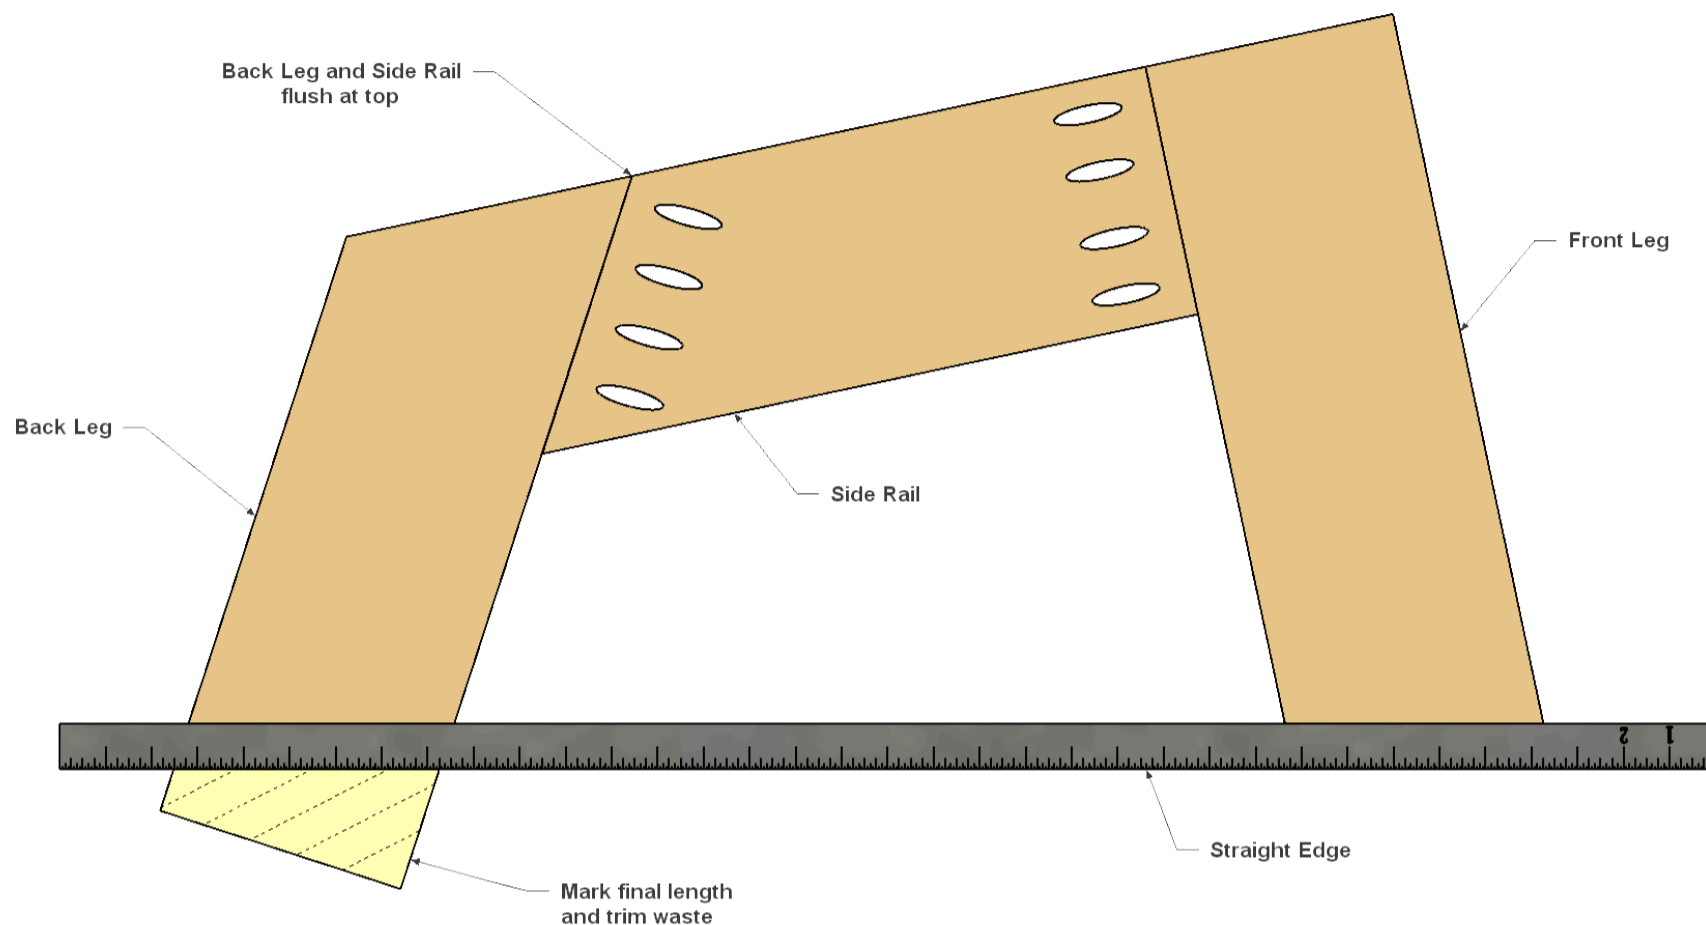 Back Leg and Side Rail
flush at top
Front Leg
Back Leg
Side Rail
2 1
Straight Edge
Mark final length
and trim waste